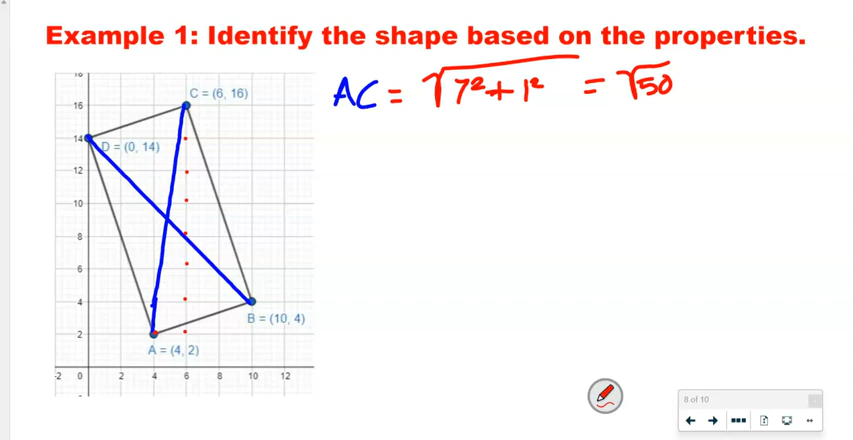 Example 1: Identify the shape based on the properties.
AC = √7²+1² = √50
C = (6, 16)
16
D = (0, 14)
14
12
10
8
6
4
B = (10, 4)
2
A = (4, 2)
-2 0 2 4 6 8 10 12
8 of 10